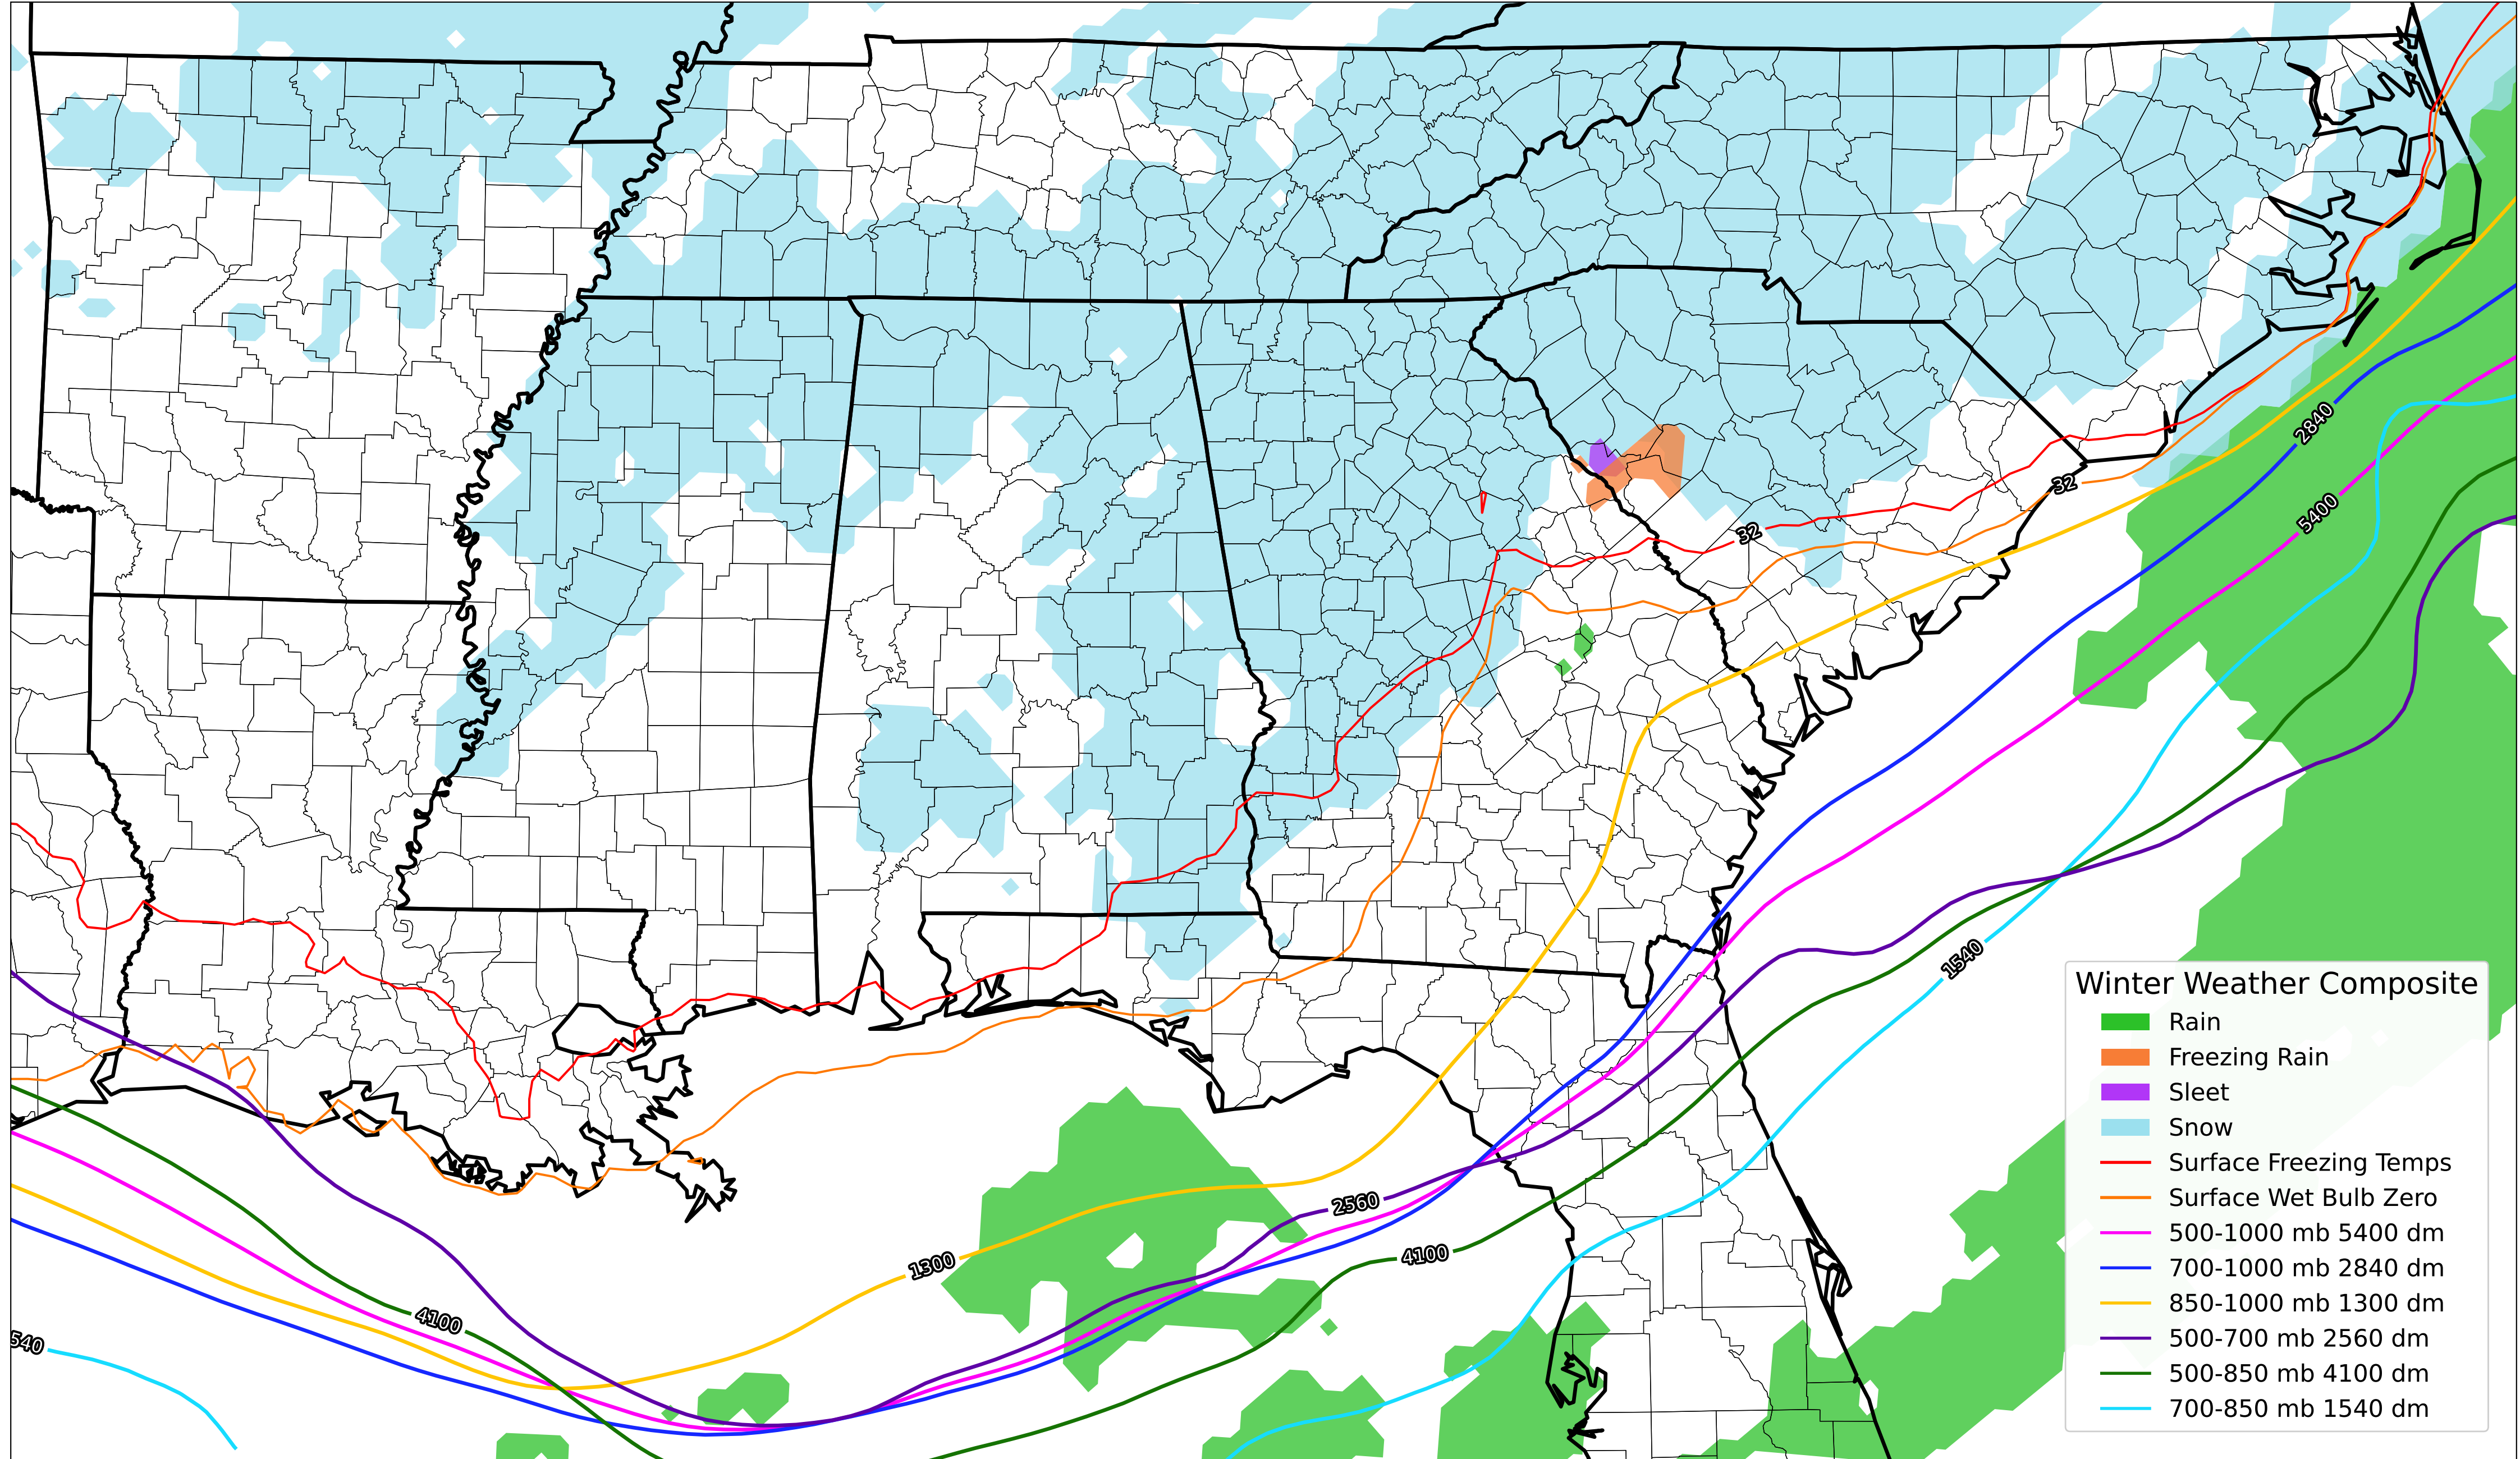 2840
32
5400
32
1540
2560
1300
4100
4100
540
Winter Weather Composite
Rain
Freezing Rain
Sleet
Snow
Surface Freezing Temps
Surface Wet Bulb Zero
500-1000 mb 5400 dm
700-1000 mb 2840 dm
850-1000 mb 1300 dm
500-700 mb 2560 dm
500-850 mb 4100 dm
700-850 mb 1540 dm